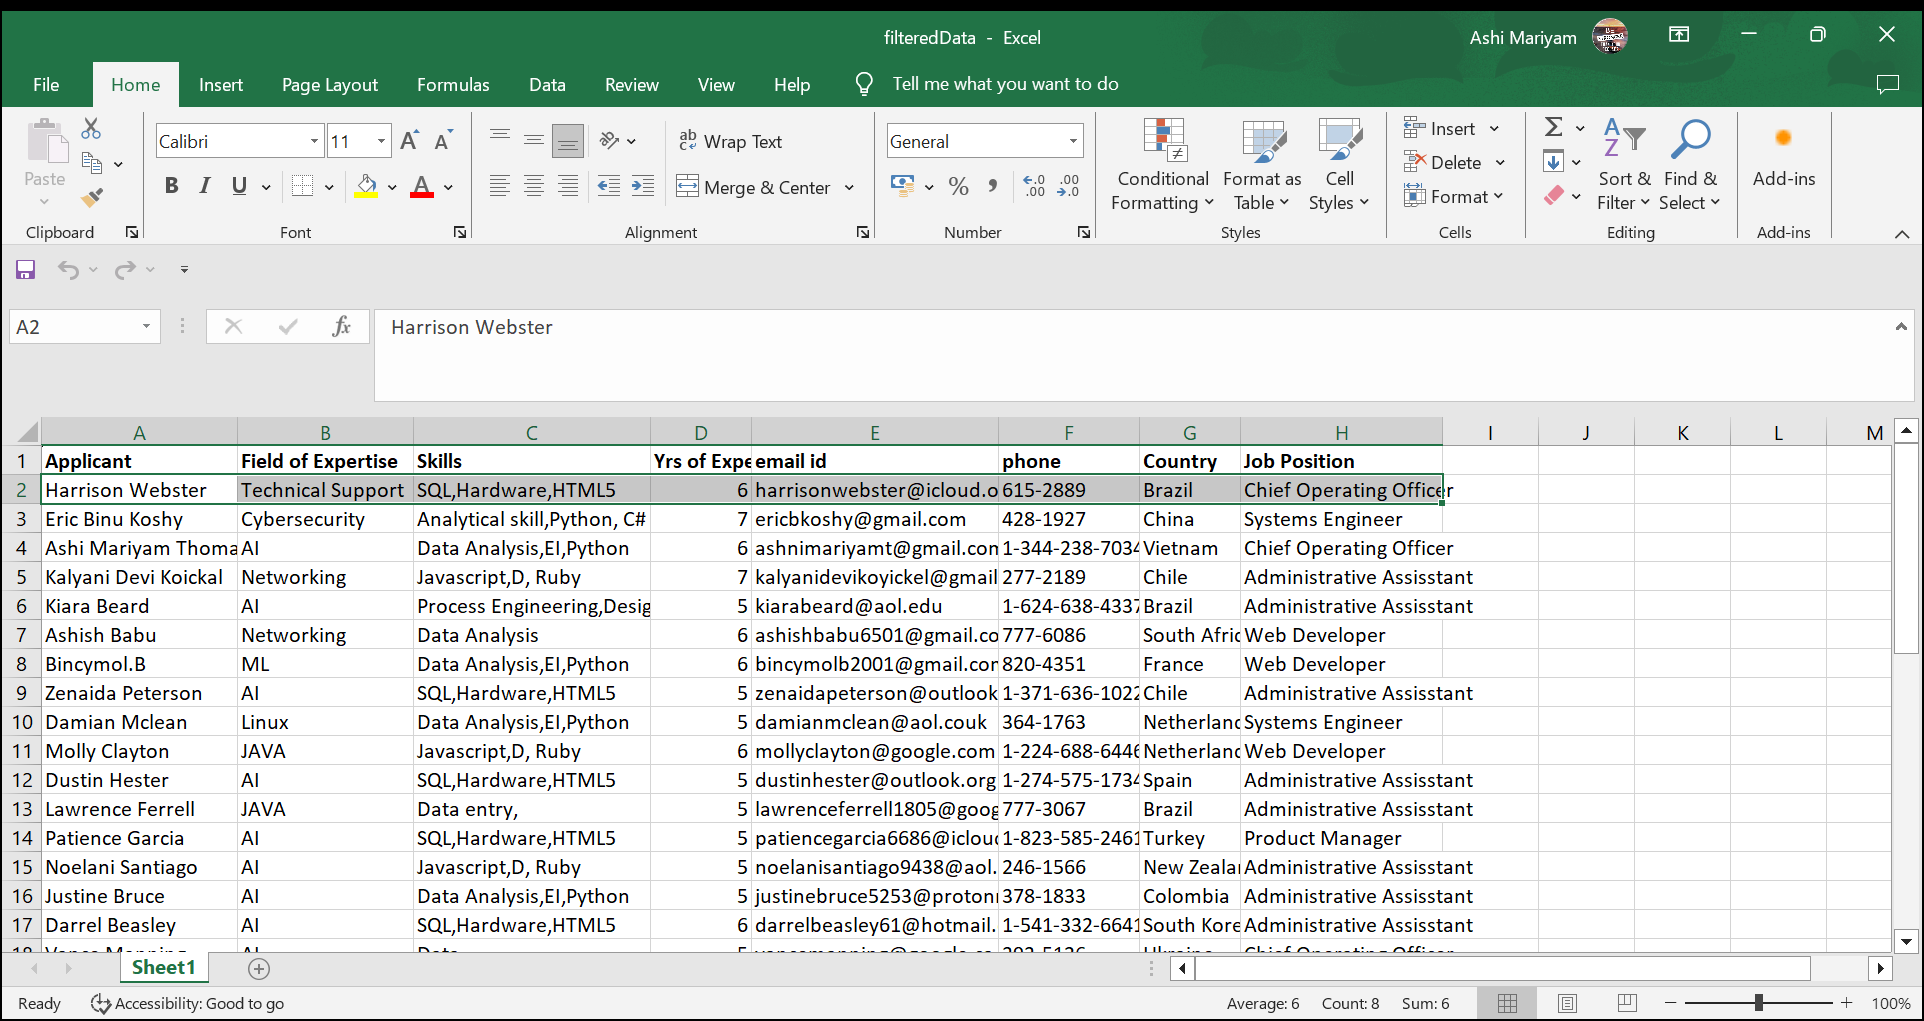 filteredData - Excel
Ashi Mariyam
File Home Insert Page Layout Formulas Data Review View Help Tell me what you want to do
Calibri 11 ab Wrap Text General Conditional Formatting Format as Table Cell Styles Insert Delete Format Sort & Filter Find & Select Add-ins
Paste B I U A Merge & Center % , .00 .0
Clipboard Font Alignment Number Styles Cells Editing Add-ins
A2 fx Harrison Webster
A B C D E F G H I J K L M
1 Applicant Field of Expertise Skills Yrs of Expe email id phone Country Job Position
2 Harrison Webster Technical Support SQL,Hardware,HTML5 6 harrisonwebster@icloud.o 615-2889 Brazil Chief Operating Officer
3 Eric Binu Koshy Cybersecurity Analytical skill,Python, C# 7 ericbkoshy@gmail.com 428-1927 China Systems Engineer
4 Ashi Mariyam Thoma AI Data Analysis,EI,Python 6 ashnimariyamt@gmail.com 1-344-238-7034 Vietnam Chief Operating Officer
5 Kalyani Devi Koickal Networking Javascript,D, Ruby 7 kalyanidevikoyickel@gmail 277-2189 Chile Administrative Assisstant
6 Kiara Beard AI Process Engineering,Desig 5 kiarabeard@aol.edu 1-624-638-4337 Brazil Administrative Assisstant
7 Ashish Babu Networking Data Analysis 6 ashishbabu6501@gmail.co 777-6086 South Afric Web Developer
8 Bincymol.B ML Data Analysis,EI,Python 6 bincymolb2001@gmail.com 820-4351 France Web Developer
9 Zenaida Peterson AI SQL,Hardware,HTML5 5 zenaidapeterson@outlook 1-371-636-1022 Chile Administrative Assisstant
10 Damian Mclean Linux Data Analysis,EI,Python 5 damianmclean@aol.couk 364-1763 Netherland Systems Engineer
11 Molly Clayton JAVA Javascript,D, Ruby 6 mollyclayton@google.com 1-224-688-6446 Netherland Web Developer
12 Dustin Hester AI SQL,Hardware,HTML5 5 dustinhester@outlook.org 1-274-575-1734 Spain Administrative Assisstant
13 Lawrence Ferrell JAVA Data entry, 5 lawrenceferrell1805@goog 777-3067 Brazil Administrative Assisstant
14 Patience Garcia AI SQL,Hardware,HTML5 5 patiencegarcia6686@iclou 1-823-585-2461 Turkey Product Manager
15 Noelani Santiago AI Javascript,D, Ruby 5 noelanisantiago9438@aol. 246-1566 New Zeala Administrative Assisstant
16 Justine Bruce AI Data Analysis,EI,Python 5 justinebruce5253@proton 378-1833 Colombia Administrative Assisstant
17 Darrel Beasley AI SQL,Hardware,HTML5 6 darrelbeasley61@hotmail. 1-541-332-6641 South Kore Administrative Assisstant
Sheet1
Ready Accessibility: Good to go Average: 6 Count: 8 Sum: 6 100%